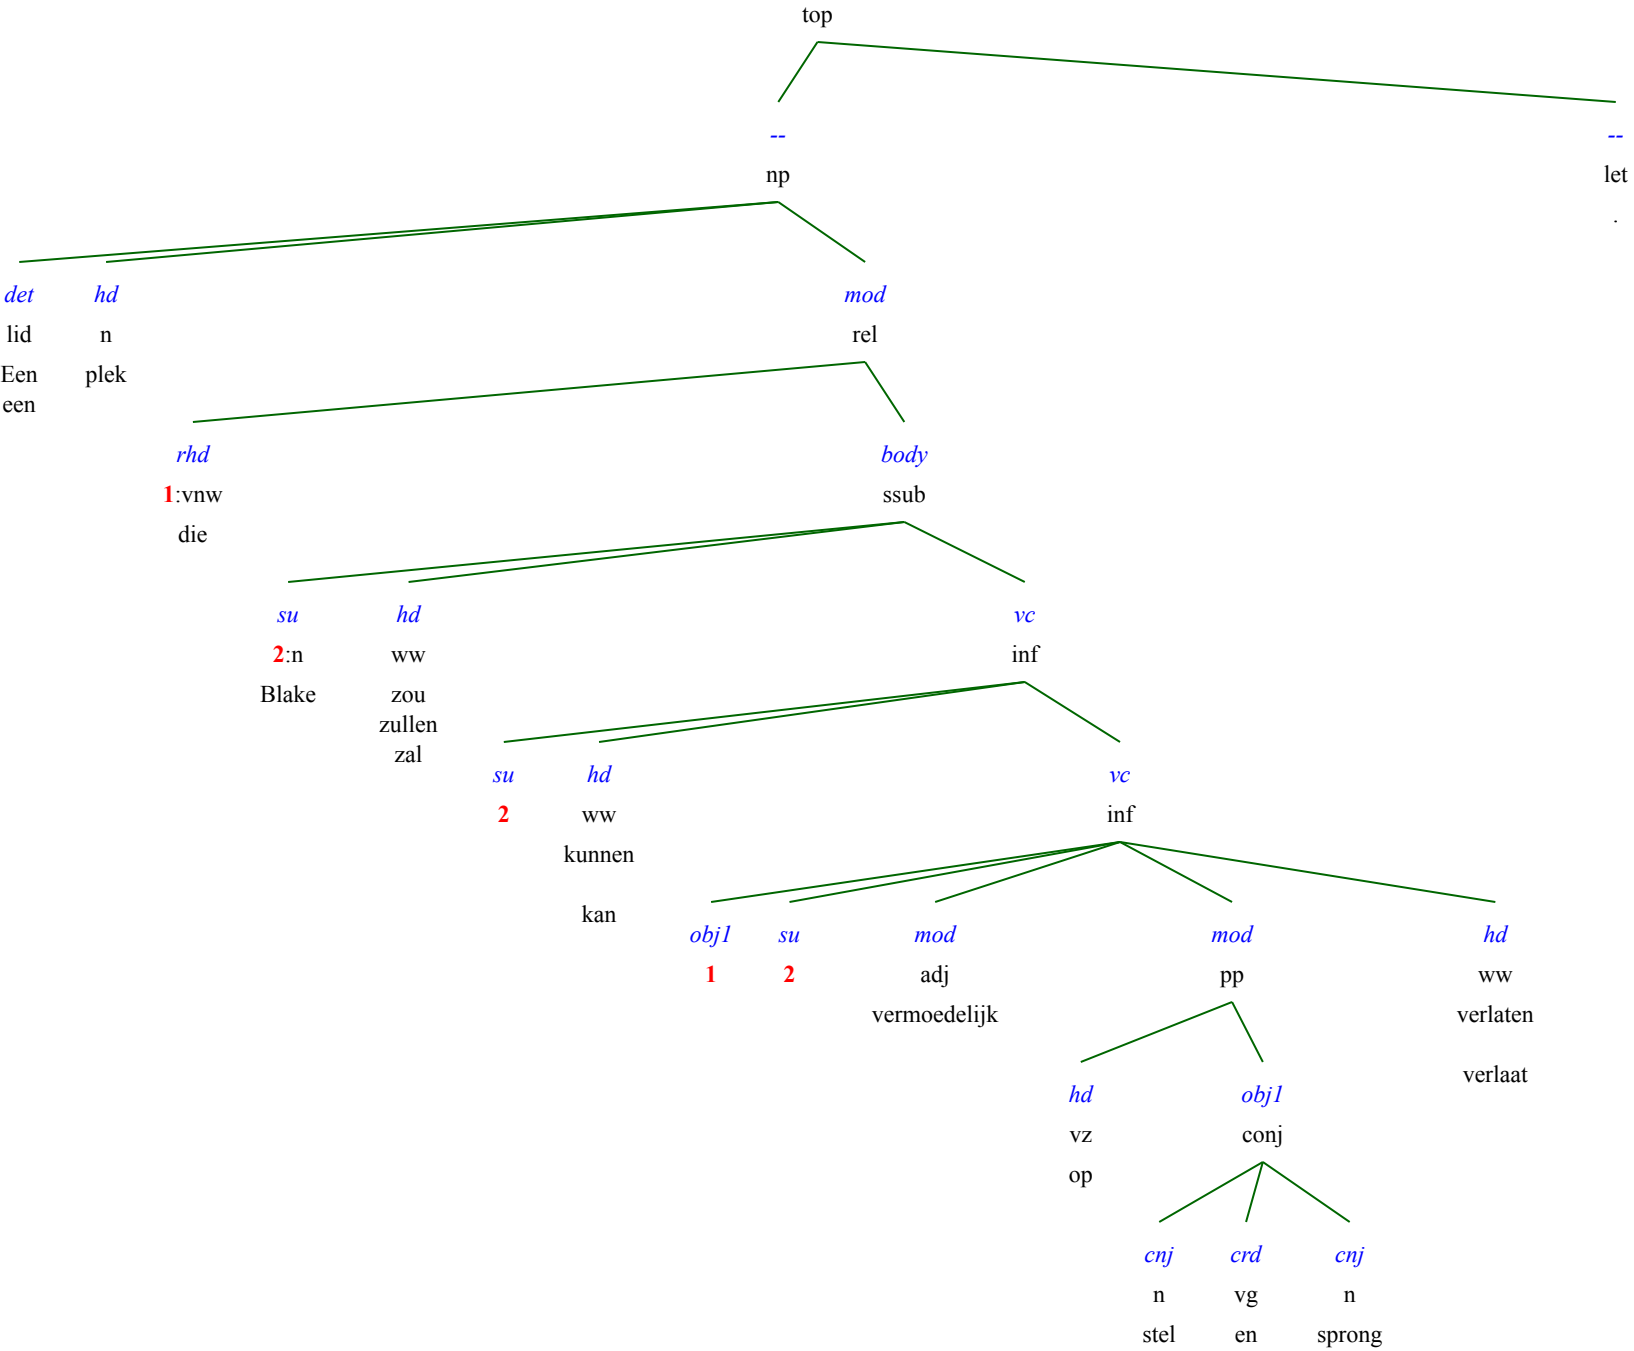 top
-- --
np let
.
det hd mod
lid n rel
Een plek
een
rhd body
1:vnw ssub
die
su hd vc
2:n ww inf
Blake zou
zullen
zal
su hd vc
2 ww inf
kunnen
kan
obj1 su mod mod hd
1 2 adj pp ww
vermoedelijk verlaten
verlaat
hd obj1
vz conj
op
cnj crd cnj
n vg n
stel en sprong